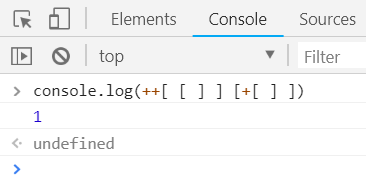 Elements Console Sources
top Filter
> console.log(++[ [ ] ] [+[ ] ])
1
undefined
>